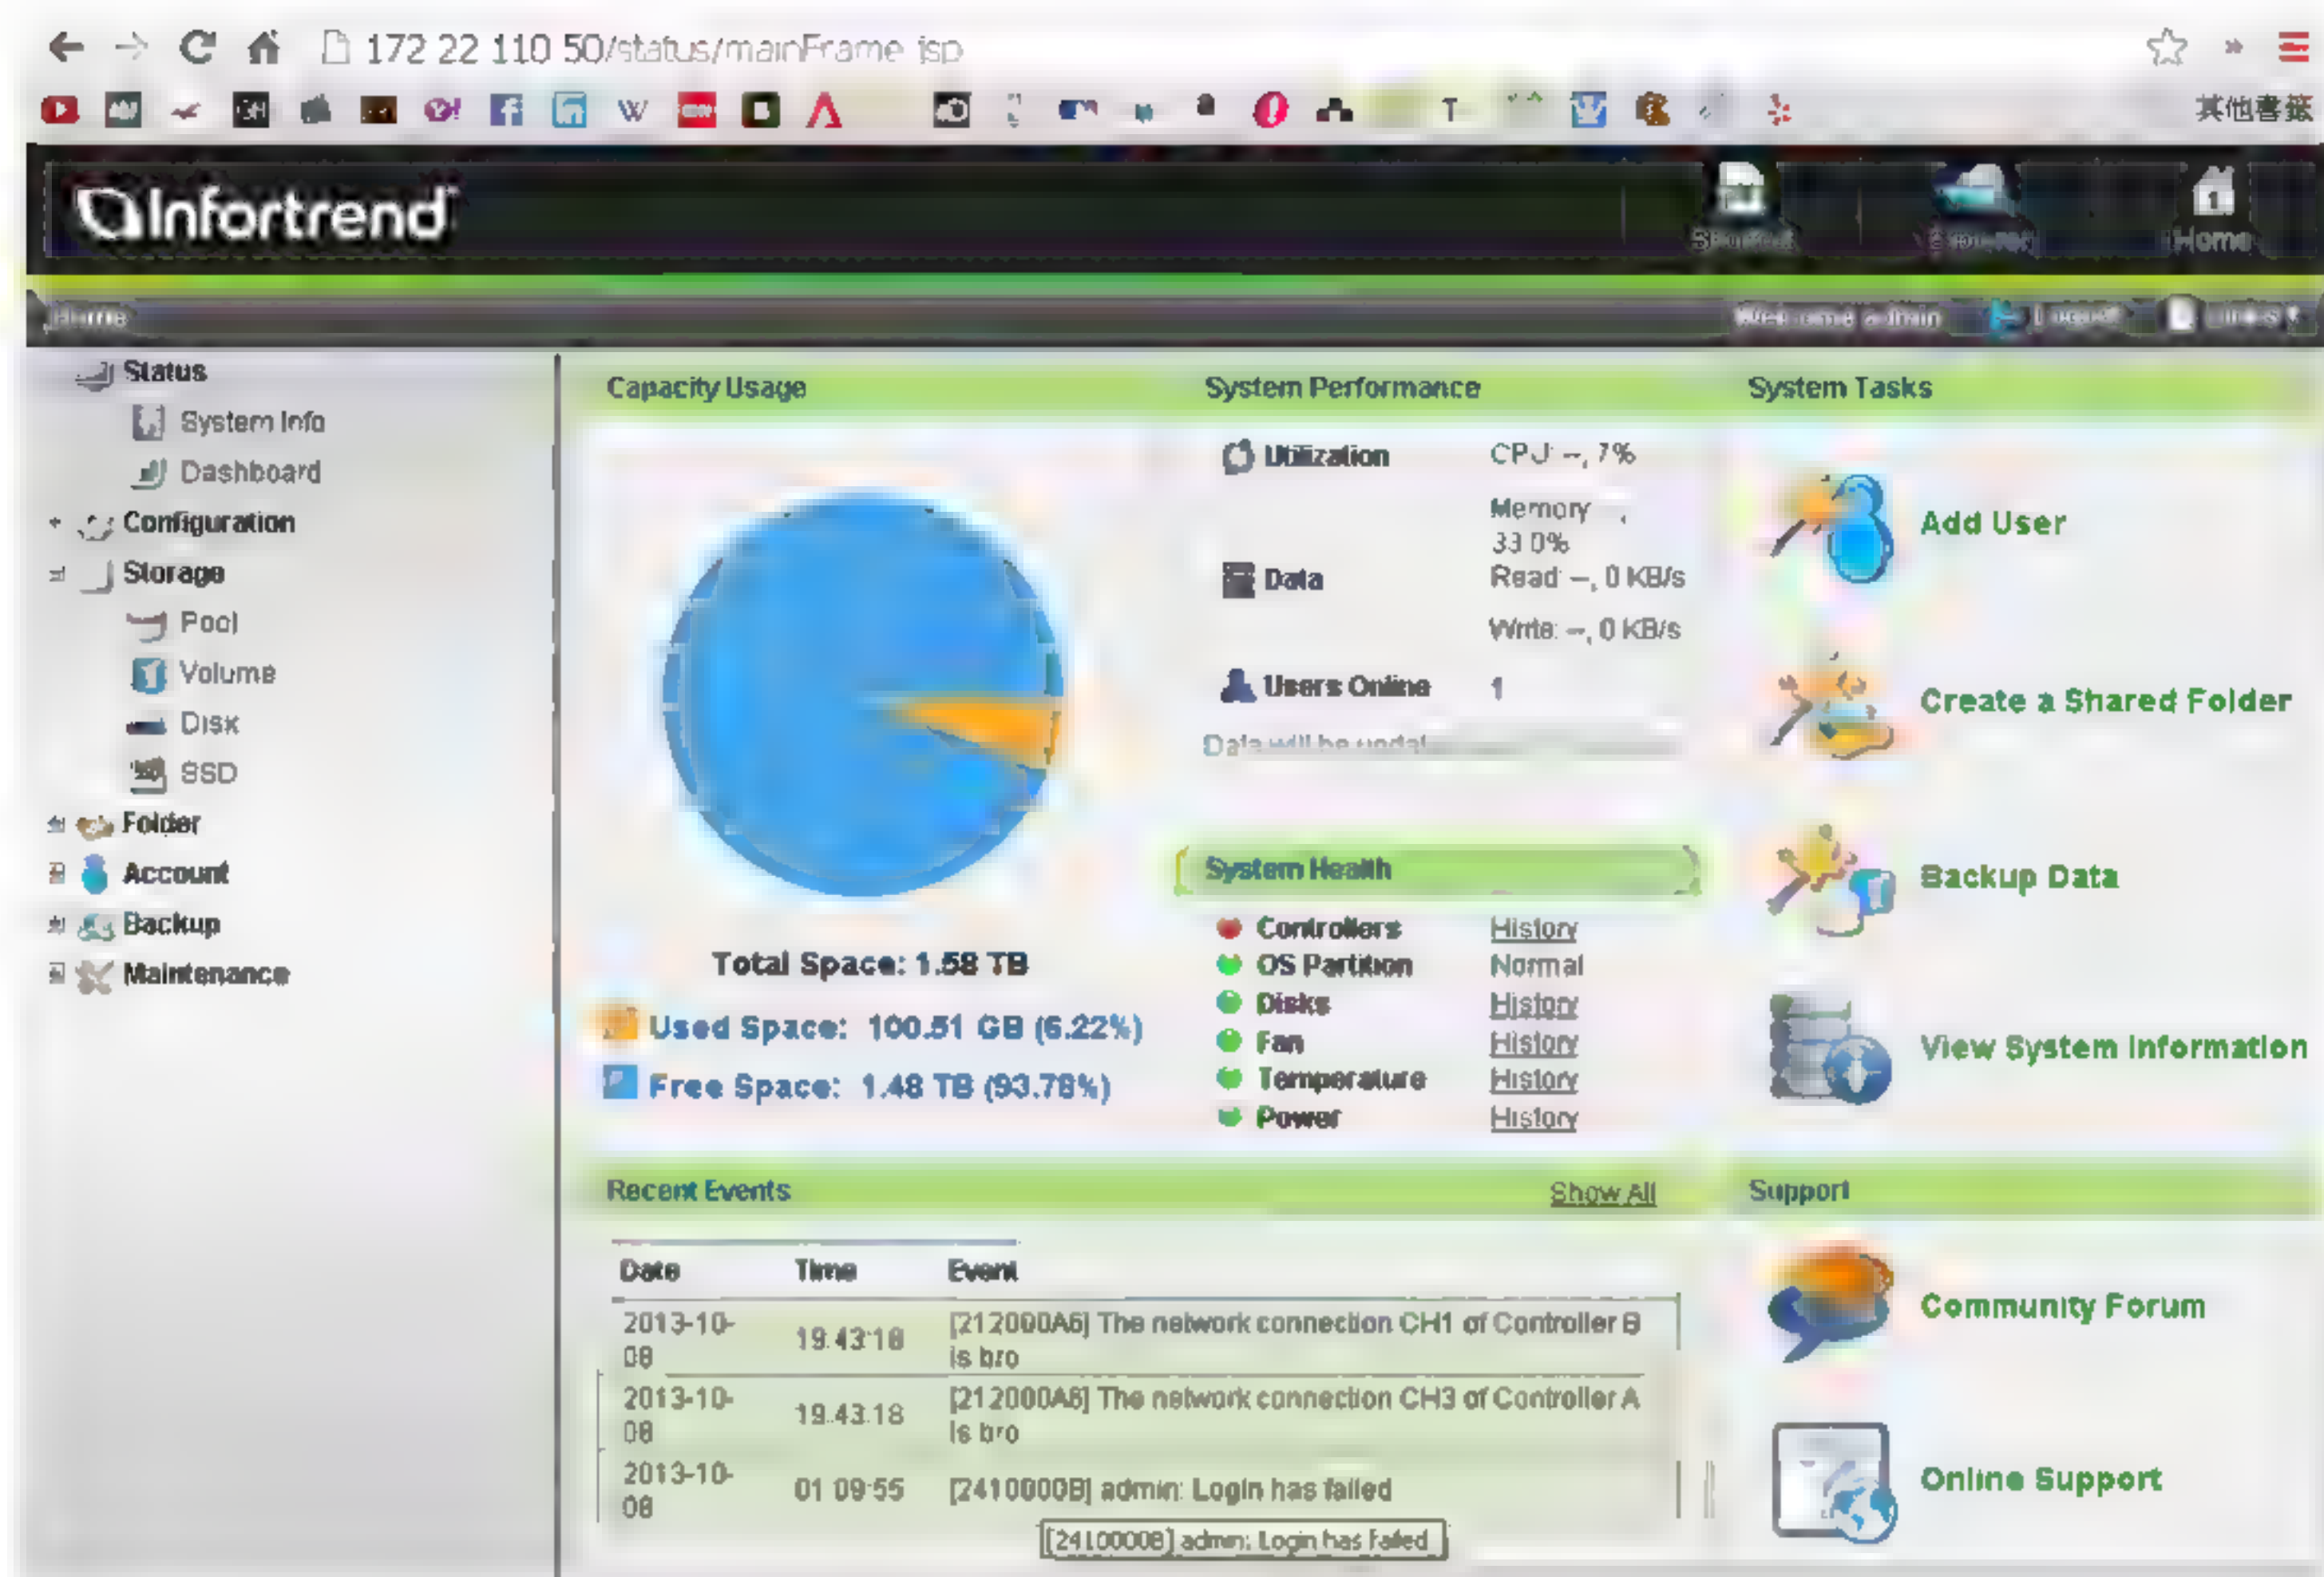 172 22 110 50/status/mainFrame jsp
其他書籤
Infortrend
Home
Home
Status
System Info
Dashboard
Configuration
Storage
Pool
Volume
Disk
SSD
Folder
Account
Backup
Maintenance
Capacity Usage
Total Space: 1.58 TB
Used Space: 100.51 GB (6.22%)
Free Space: 1.48 TB (93.78%)
System Performance
Utilization CPU: --, 7%
Memory --,
33.0%
Data Read: --, 0 KB/s
Write: --, 0 KB/s
Users Online 1
Data will be
System Health
Controllers History
OS Partition Normal
Disks History
Fan History
Temperature History
Power History
System Tasks
Add User
Create a Shared Folder
Backup Data
View System Information
Recent Events Show All
Date Time Event
2013-10-08 19:43:18 [212000A6] The network connection CH1 of Controller B
is bro
2013-10-08 19:43:18 [212000A6] The network connection CH3 of Controller A
is bro
2013-10-08 01:09:55 [2410000B] admin: Login has failed
[2410000B] admin: Login has failed
Support
Community Forum
Online Support